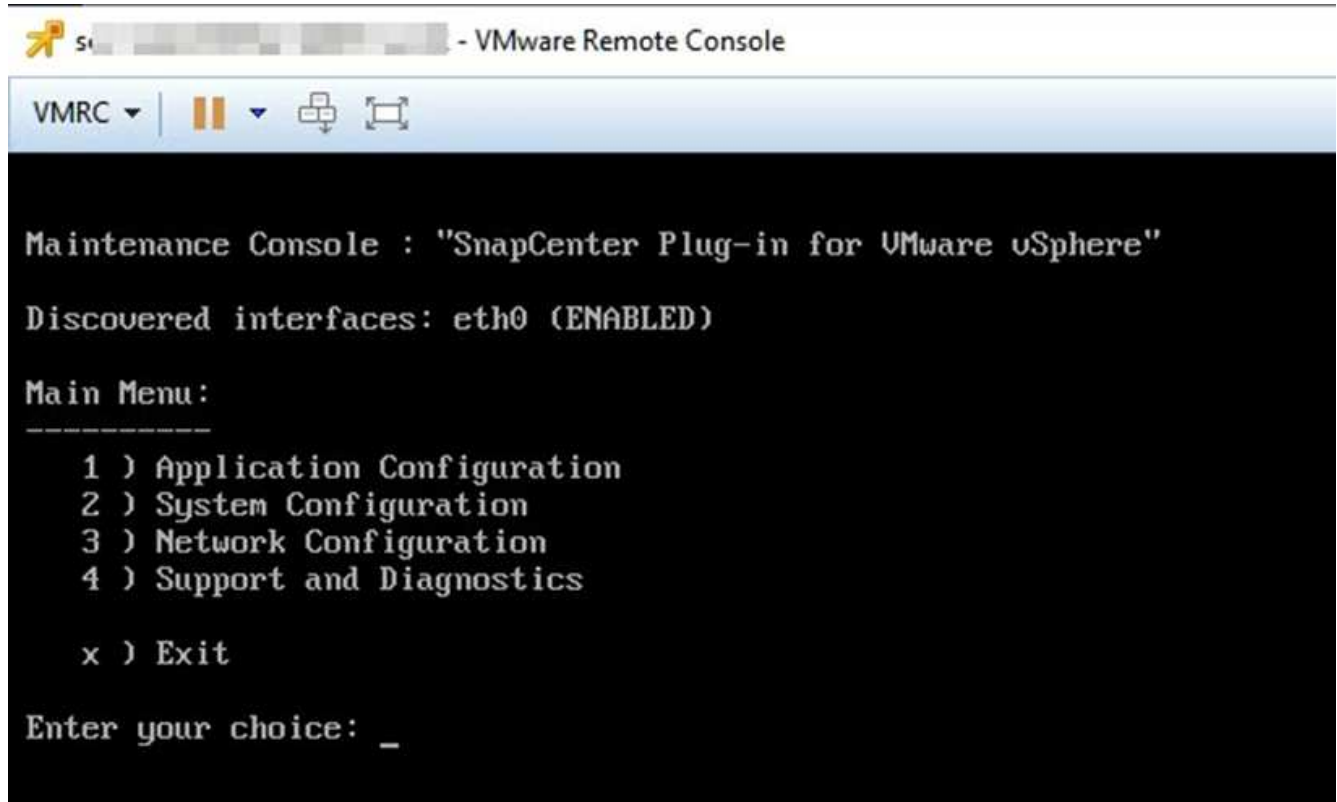 - VMware Remote Console
VMRC
Maintenance Console : "SnapCenter Plug-in for VMware vSphere"
Discovered interfaces: eth0 (ENABLED)
Main Menu:
----------
1 ) Application Configuration
2 ) System Configuration
3 ) Network Configuration
4 ) Support and Diagnostics
x ) Exit
Enter your choice: _